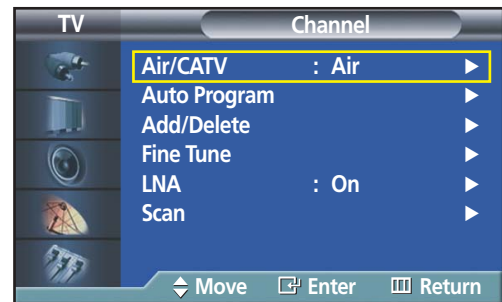 TV Channel
Air/CATV : Air
Auto Program
Add/Delete
Fine Tune
LNA : On
Scan
Move Enter Return